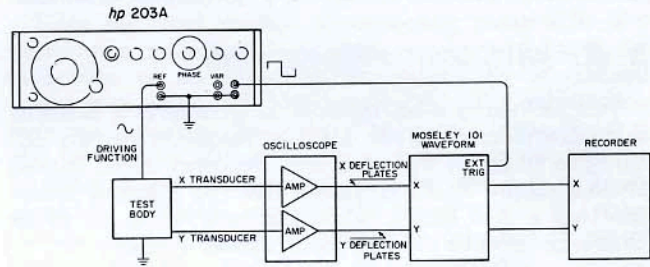 hp 203A
REF
PHASE
VAR
DRIVING
FUNCTION
TEST
BODY
X TRANSDUCER
Y TRANSDUCER
OSCILLOSCOPE
AMP
AMP
X DEFLECTION
PLATES
Y DEFLECTION
PLATES
MOSELEY 101
WAVEFORM
EXT
TRIG
X
Y
RECORDER
X
Y